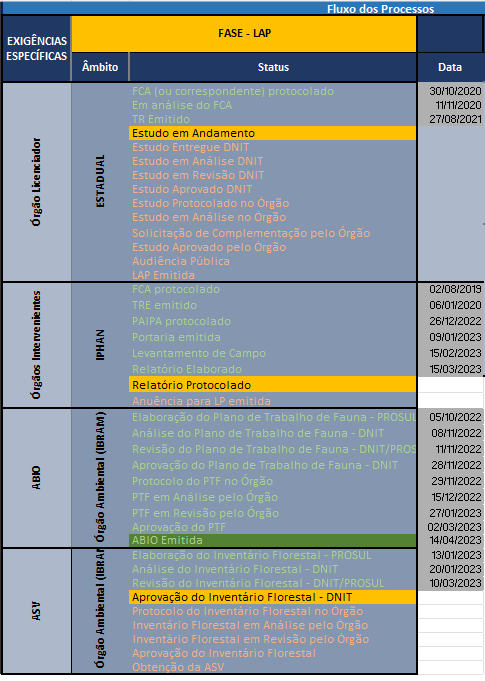 Fluxo dos Processos
EXIGÊNCIAS ESPECÍFICAS
FASE - LAP
Âmbito Status Data
Órgão Licenciador
ESTADUAL
FCA (ou correspondente) protocolado 30/10/2020
Em análise do FCA 11/11/2020
TR Emitido 27/08/2021
Estudo em Andamento
Estudo Entregue DNIT
Estudo em Análise DNIT
Estudo em Revisão DNIT
Estudo Aprovado DNIT
Estudo Protocolado no Órgão
Estudo em Análise no Órgão
Solicitação de Complementação pelo Órgão
Estudo Aprovado pelo Órgão
Audiência Pública
LAP Emitida
Órgãos Intervenientes
IPHAN
FCA protocolado 02/08/2019
TRE emitido 06/01/2020
PAIPA protocolado 26/12/2022
Portaria emitida 09/01/2023
Levantamento de Campo 15/02/2023
Relatório Elaborado 15/03/2023
Relatório Protocolado
Anuência para LP emitida
ABIO
Órgão Ambiental (IBRAM)
Elaboração do Plano de Trabalho de Fauna - PROSUL 05/10/2022
Análise do Plano de Trabalho de Fauna - DNIT 08/11/2022
Revisão do Plano de Trabalho de Fauna - DNIT/PROS 11/11/2022
Aprovação do Plano de Trabalho de Fauna - DNIT 28/11/2022
Protocolo do PTF no Órgão 29/11/2022
PTF em Análise pelo Órgão 15/12/2022
PTF em Revisão pelo Órgão 27/01/2023
Aprovação do PTF 02/03/2023
ABIO Emitida 14/04/2023
ASV
Órgão Ambiental (IBRAM
Elaboração do Inventário Florestal - PROSUL 13/01/2023
Análise do Inventário Florestal - DNIT 20/01/2023
Revisão do Inventário Florestal - DNIT/PROSUL 10/03/2023
Aprovação do Inventário Florestal - DNIT
Protocolo do Inventário Florestal no Órgão
Inventário Florestal em Análise pelo Órgão
Inventário Florestal em Revisão pelo Órgão
Aprovação do Inventário Florestal
Obtenção da ASV